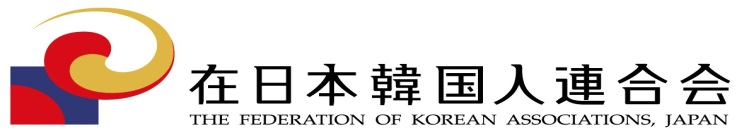 在日本韓国人連合会
THE FEDERATION OF KOREAN ASSOCIATIONS, JAPAN